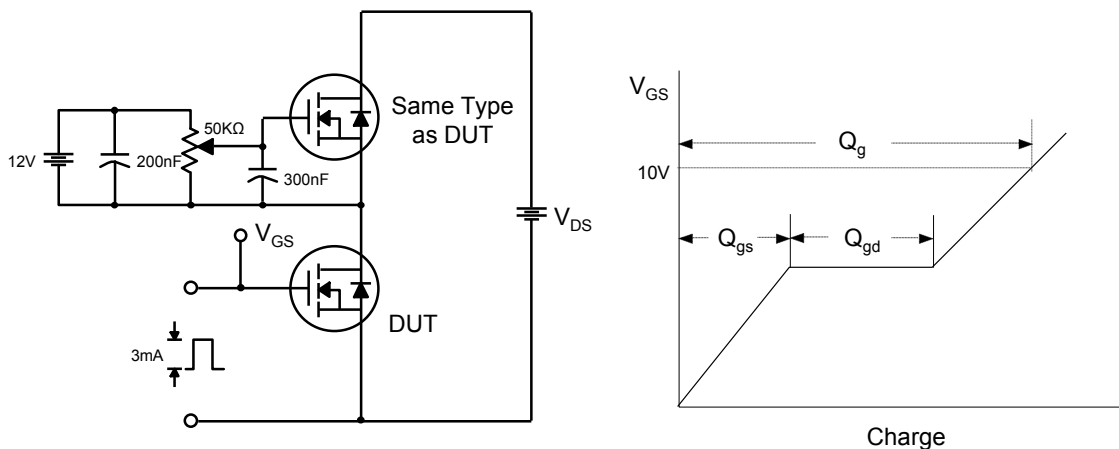 Same Type
as DUT
50KΩ
12V
200nF
300nF
V_DS
V_GS
DUT
3mA
V_GS
Q_g
10V
Q_gs
Q_gd
Charge